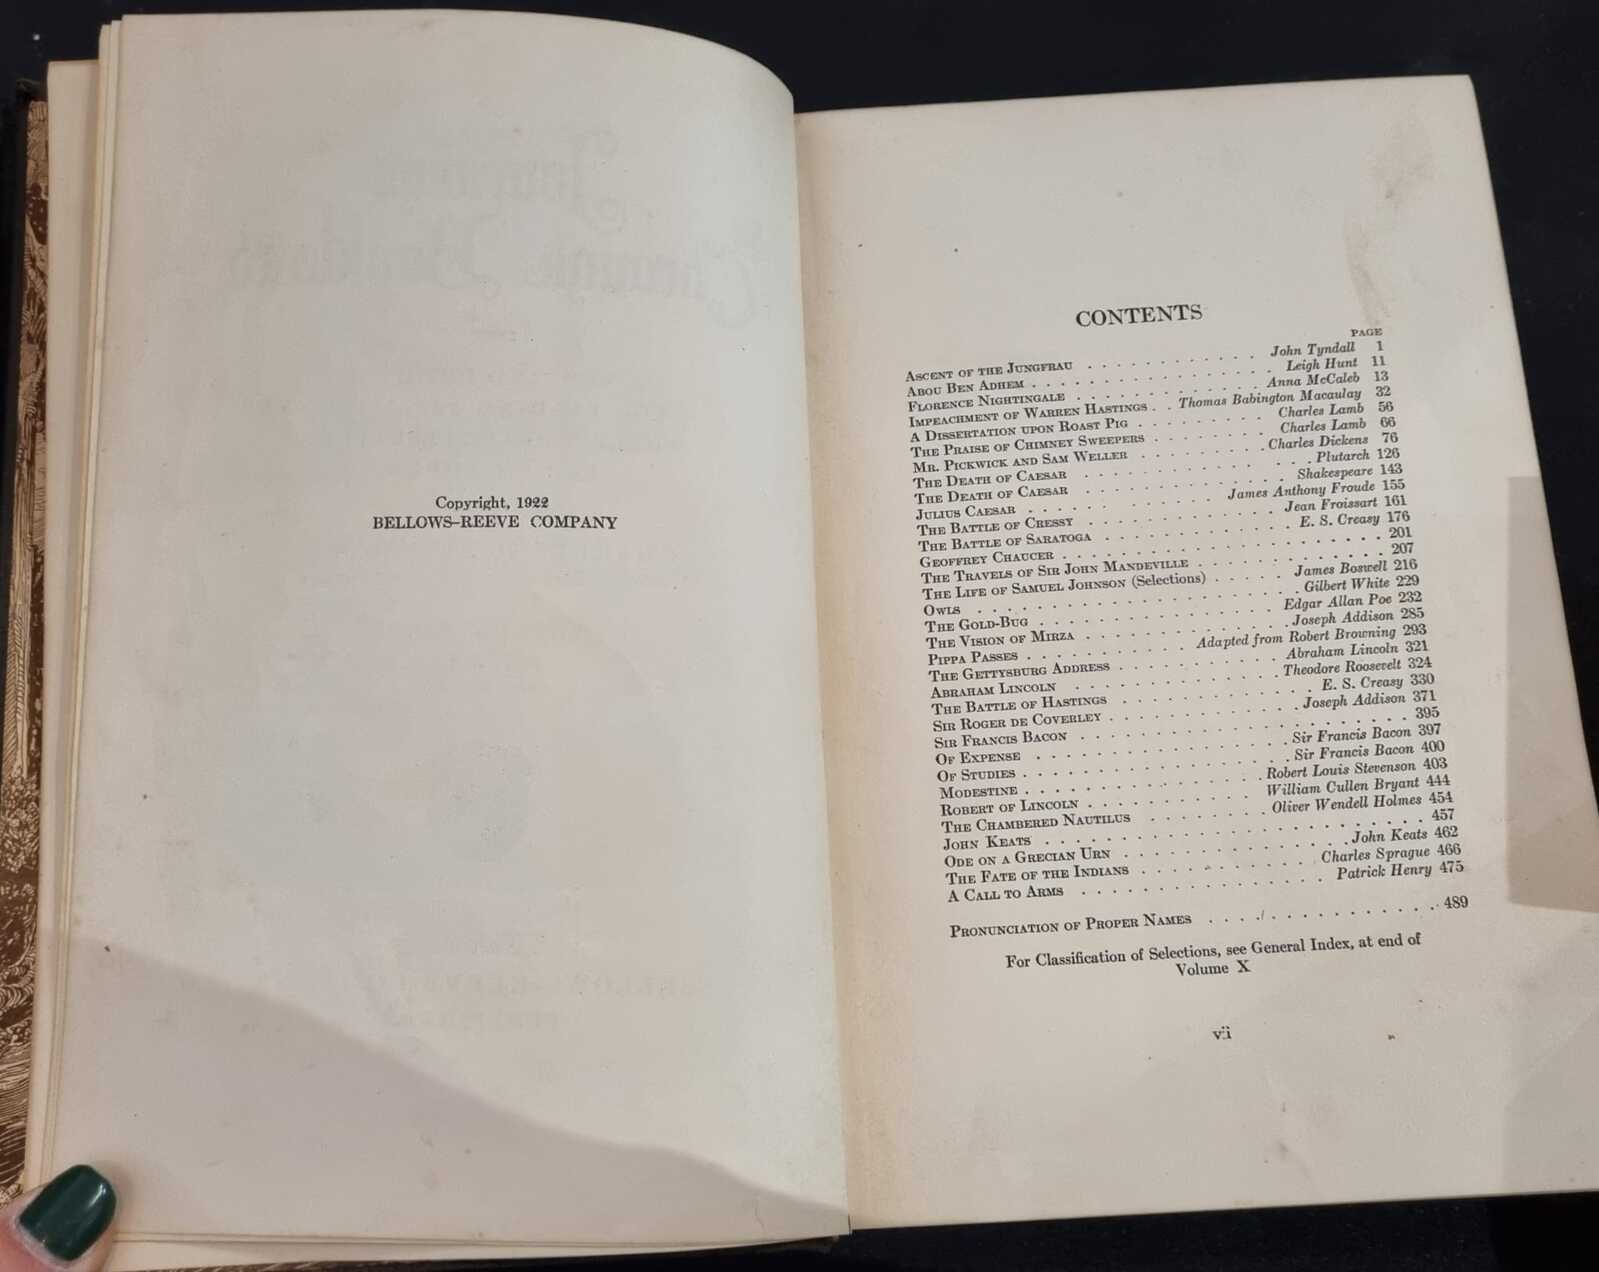 Copyright, 1922
BELLOWS-REEVE COMPANY
CONTENTS
PAGE
ASCENT OF THE JUNGFRAU . . . . . . . . . . . . John Tyndall 1
ABOU BEN ADHEM . . . . . . . . . . . . . . . . . Leigh Hunt 11
FLORENCE NIGHTINGALE . . . . . . . . . . . . . Anna McCaleb 13
IMPEACHMENT OF WARREN HASTINGS . . Thomas Babington Macaulay 32
A DISSERTATION UPON ROAST PIG . . . . . . . . . Charles Lamb 56
THE PRAISE OF CHIMNEY SWEEPERS . . . . . . . . Charles Lamb 66
MR. PICKWICK AND SAM WELLER . . . . . . . . . Charles Dickens 76
THE DEATH OF CAESAR . . . . . . . . . . . . . . Plutarch 126
THE DEATH OF CAESAR . . . . . . . . . . . . . . Shakespeare 143
JULIUS CAESAR . . . . . . . . . . . . James Anthony Froude 155
THE BATTLE OF CRESSY . . . . . . . . . . . . . Jean Froissart 161
THE BATTLE OF SARATOGA . . . . . . . . . . . . . E. S. Creasy 176
GEOFFREY CHAUCER . . . . . . . . . . . . . . . . . . . . . 201
THE TRAVELS OF SIR JOHN MANDEVILLE . . . . . . . . . . . . . 207
THE LIFE OF SAMUEL JOHNSON (Selections) . . . . . James Boswell 216
OWLS . . . . . . . . . . . . . . . . . . . . . Gilbert White 229
THE GOLD-BUG . . . . . . . . . . . . . . . . Edgar Allan Poe 232
THE VISION OF MIRZA . . . . . . . . . . . . . . Joseph Addison 285
PIPPA PASSES . . . . . . . . . . . Adapted from Robert Browning 293
THE GETTYSBURG ADDRESS . . . . . . . . . . . Abraham Lincoln 321
ABRAHAM LINCOLN . . . . . . . . . . . . . . Theodore Roosevelt 324
THE BATTLE OF HASTINGS . . . . . . . . . . . . . E. S. Creasy 330
SIR ROGER DE COVERLEY . . . . . . . . . . . . . Joseph Addison 371
SIR FRANCIS BACON . . . . . . . . . . . . . . . . . . . . . 395
OF EXPENSE . . . . . . . . . . . . . . . . . Sir Francis Bacon 397
OF STUDIES . . . . . . . . . . . . . . . . . Sir Francis Bacon 400
MODESTINE . . . . . . . . . . . . . . . Robert Louis Stevenson 403
ROBERT OF LINCOLN . . . . . . . . . . . William Cullen Bryant 444
THE CHAMBERED NAUTILUS . . . . . . . . Oliver Wendell Holmes 454
JOHN KEATS . . . . . . . . . . . . . . . . . . . . . . . . 457
ODE ON A GRECIAN URN . . . . . . . . . . . . . . . John Keats 462
THE FATE OF THE INDIANS . . . . . . . . . . . . Charles Sprague 466
A CALL TO ARMS . . . . . . . . . . . . . . . . . Patrick Henry 475
PRONUNCIATION OF PROPER NAMES . . . . . . . . . . . . . . . 489
For Classification of Selections, see General Index, at end of
Volume X
vii